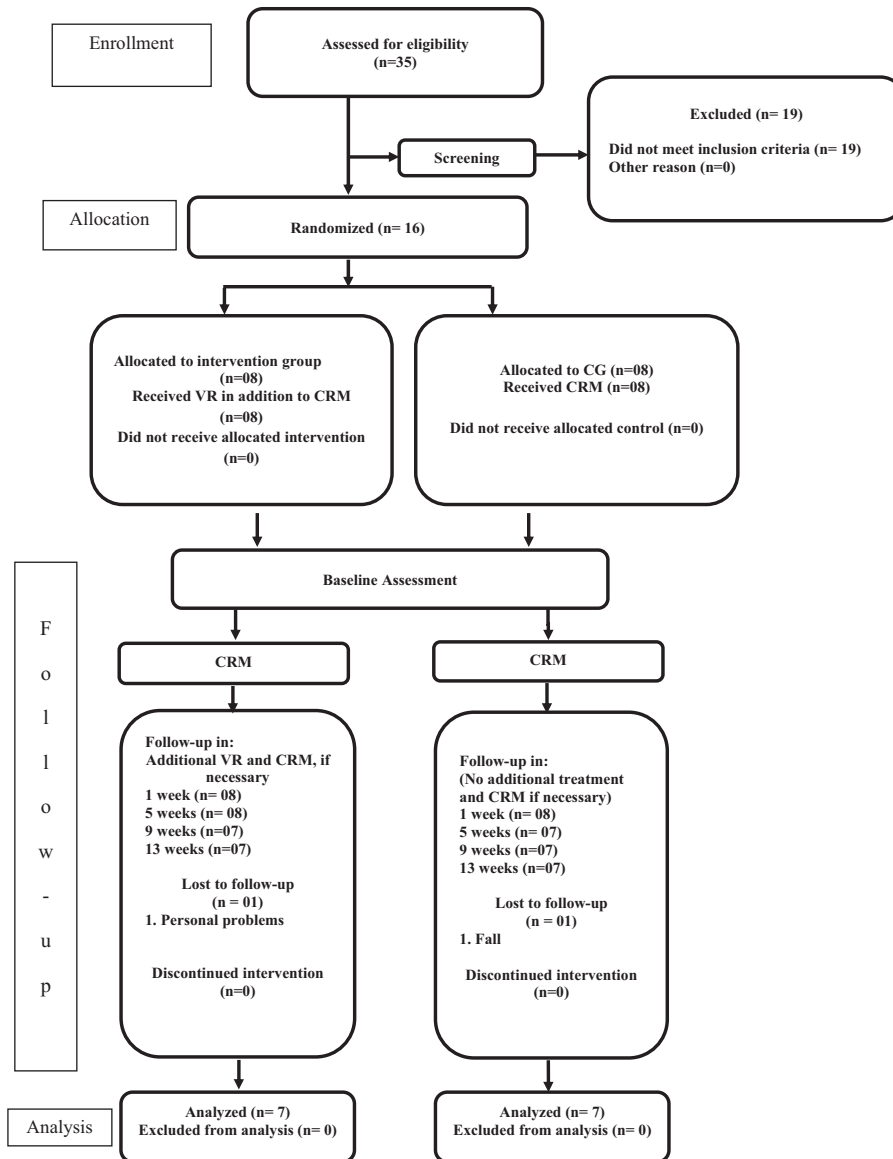 Enrollment
Assessed for eligibility
(n=35)
Excluded (n= 19)
Did not meet inclusion criteria (n= 19)
Other reason (n=0)
Screening
Allocation
Randomized (n= 16)
Allocated to intervention group
(n=08)
Received VR in addition to CRM
(n=08)
Did not receive allocated intervention
(n=0)
Allocated to CG (n=08)
Received CRM (n=08)
Did not receive allocated control (n=0)
Baseline Assessment
Follow-up
CRM
CRM
Follow-up in:
Additional VR and CRM, if
necessary
1 week (n= 08)
5 weeks (n= 08)
9 weeks (n=07)
13 weeks (n=07)
Lost to follow-up
(n = 01)
1. Personal problems
Discontinued intervention
(n=0)
Follow-up in:
(No additional treatment
and CRM if necessary)
1 week (n= 08)
5 weeks (n= 07)
9 weeks (n=07)
13 weeks (n=07)
Lost to follow-up
(n = 01)
1. Fall
Discontinued intervention
(n=0)
Analysis
Analyzed (n= 7)
Excluded from analysis (n= 0)
Analyzed (n= 7)
Excluded from analysis (n= 0)